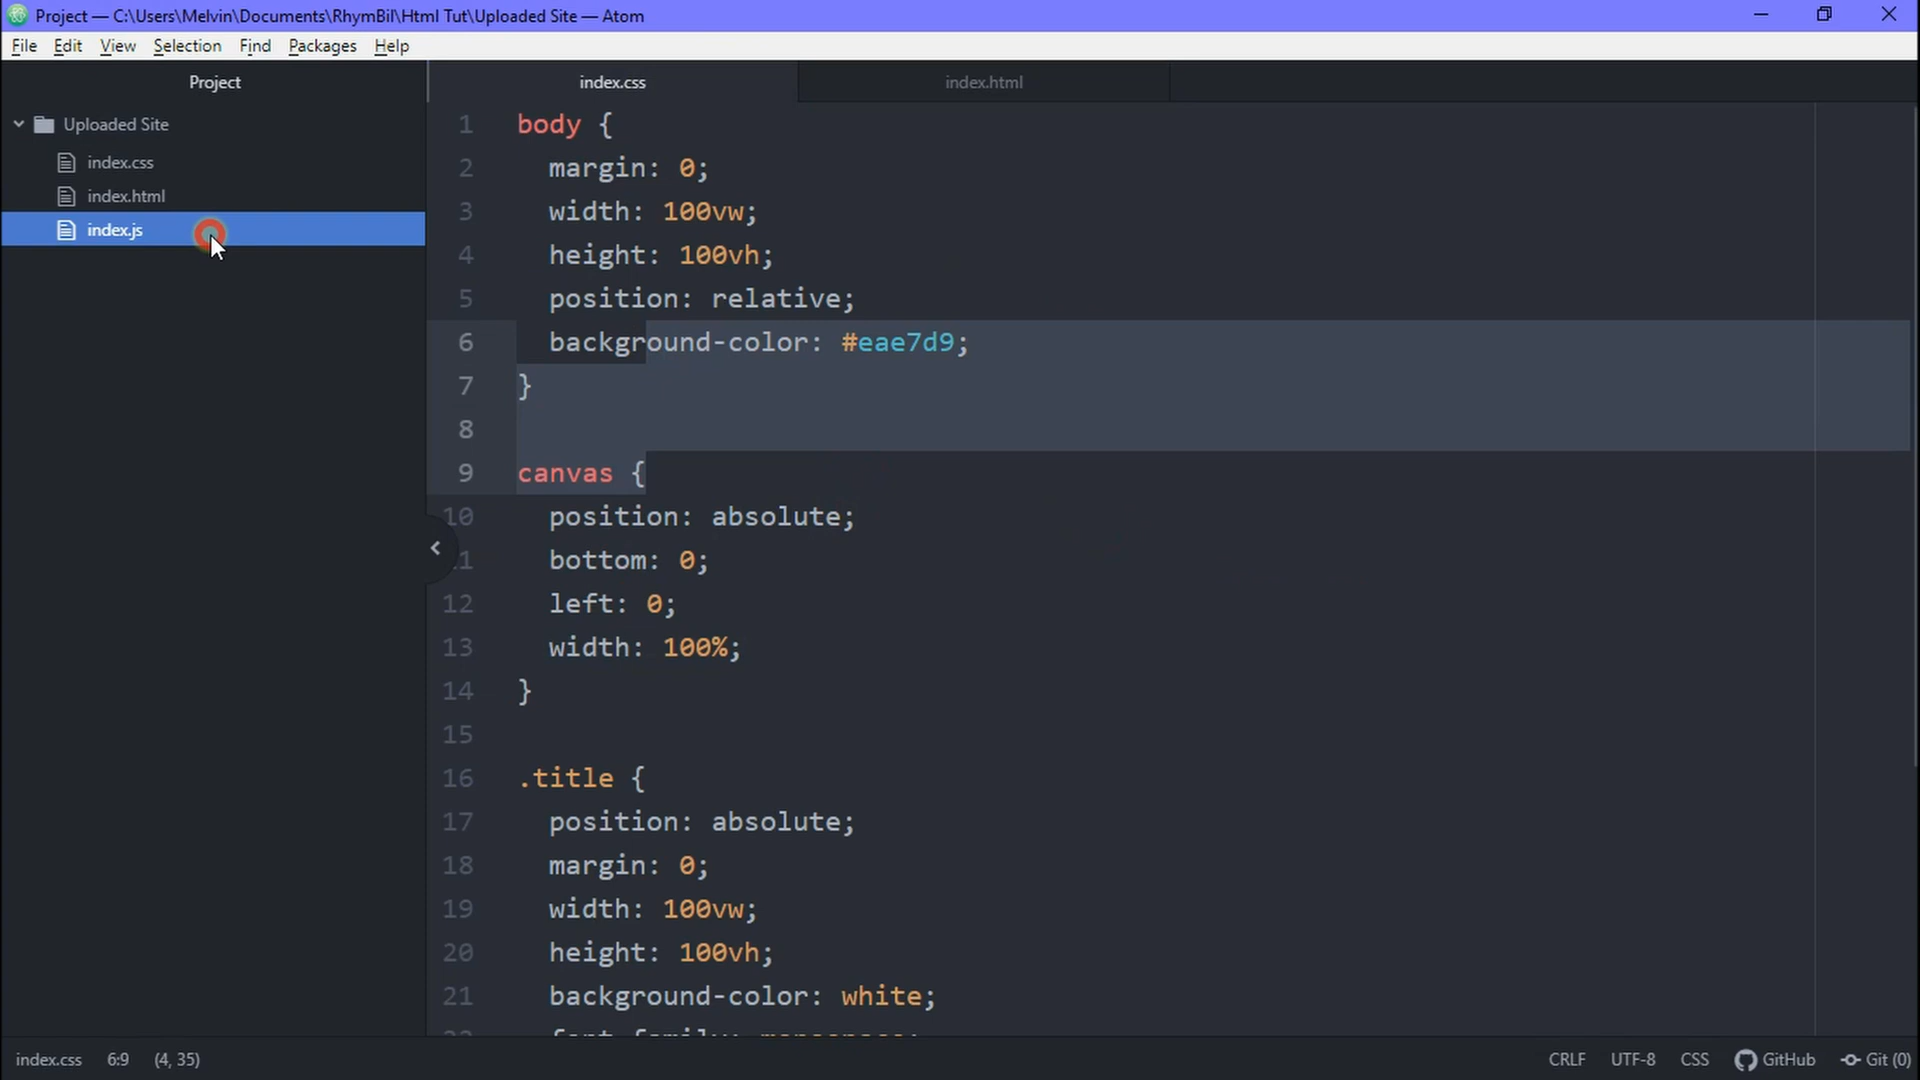 Project — C:\Users\Melvin\Documents\RhymBil\Html Tut\Uploaded Site — Atom
File Edit View Selection Find Packages Help
Project
Uploaded Site
index.css
index.html
index.js
index.css index.html
1 body {
2 margin: 0;
3 width: 100vw;
4 height: 100vh;
5 position: relative;
6 background-color: #eae7d9;
7 }
8
9 canvas {
10 position: absolute;
11 bottom: 0;
12 left: 0;
13 width: 100%;
14 }
15
16 .title {
17 position: absolute;
18 margin: 0;
19 width: 100vw;
20 height: 100vh;
21 background-color: white;
index.css 6:9 (4, 35) CRLF UTF-8 CSS GitHub Git (0)